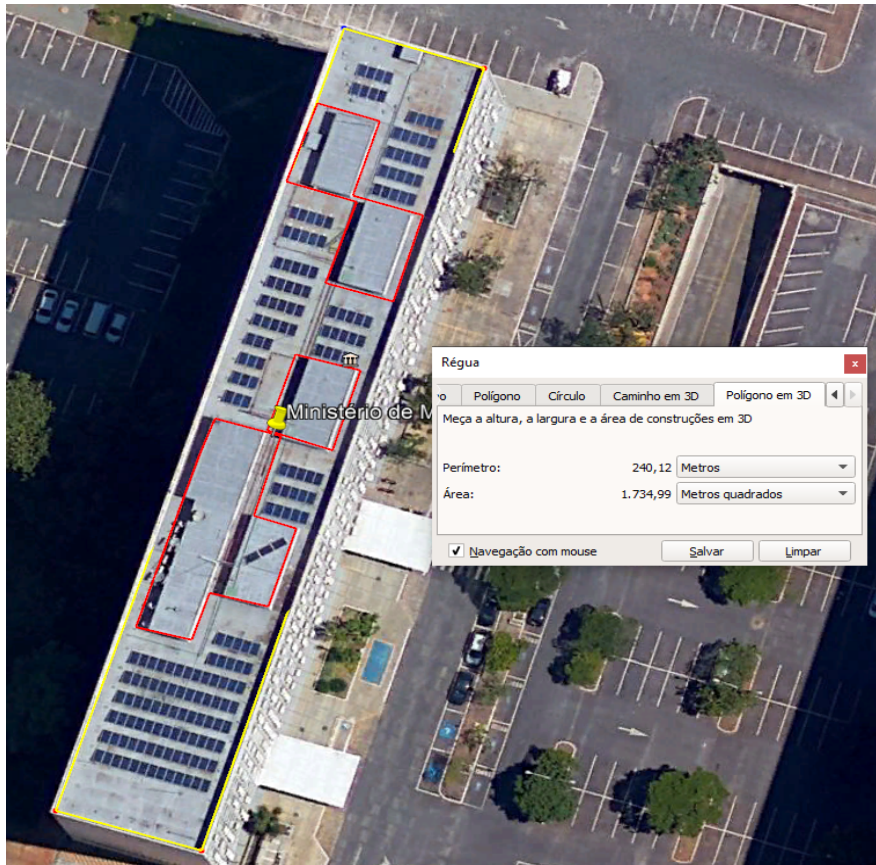 Ministério de M
Régua
vo
Polígono
Círculo
Caminho em 3D
Polígono em 3D
Meça a altura, a largura e a área de construções em 3D
Perímetro:
240,12
Metros
Área:
1.734,99
Metros quadrados
Navegação com mouse
Salvar
Limpar